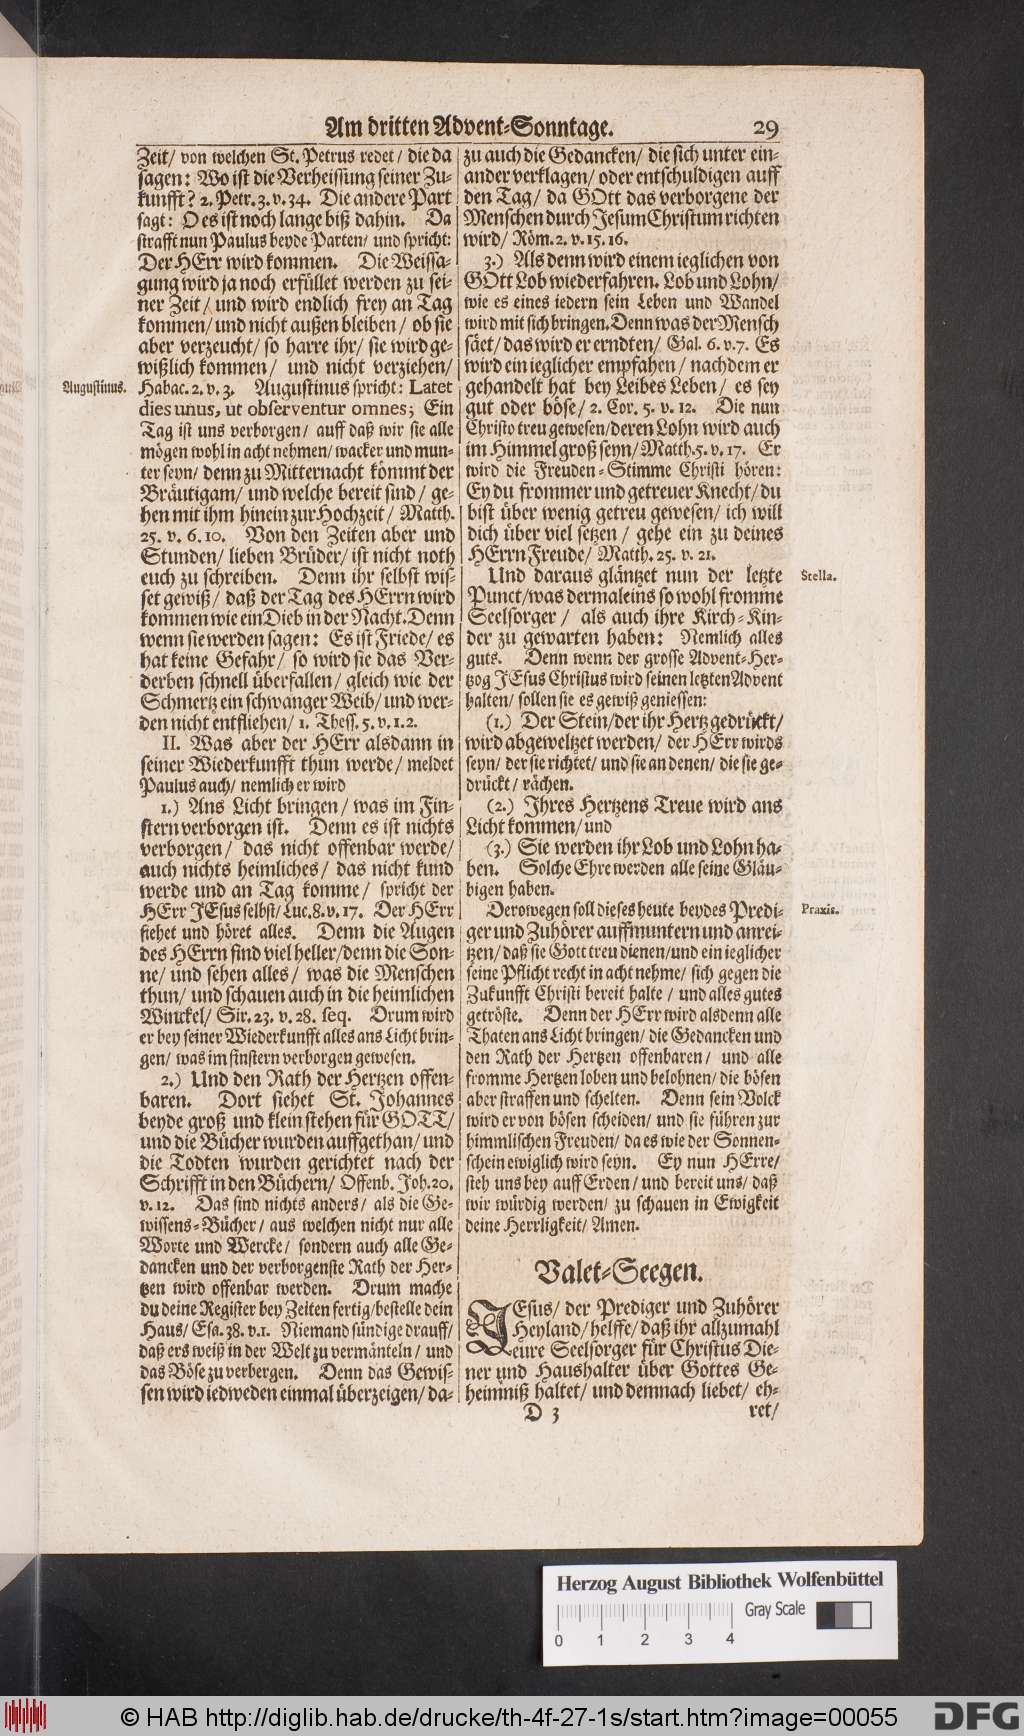 Am dritten Advent-Sonntage.
29
Zeit/ von welchen St. Petrus redet/ die da
sagen: Wo ist die Verheissung seiner Zu-
kunfft? 2. Petr. 3. v. 34. Die andere Part
sagt: O es ist noch lange biß dahin. Da
strafft nun Paulus beyde Parten/ und spricht:
Der HErr wird kommen. Die Weissa-
gung wird ja noch erfüllet werden zu sei-
ner Zeit/ und wird endlich frey an Tag
kommen/ und nicht außen bleiben/ ob sie
aber verzeucht/ so harre ihr/ sie wird ge-
wißlich kommen/ und nicht verziehen/
Augustinus.
Habac. 2. v. 3. Augustinus spricht: Latet
dies unus, ut observentur omnes; Ein
Tag ist uns verborgen/ auff daß wir sie alle
mögen wohl in acht nehmen/ wacker und mun-
ter seyn/ denn zu Mitternacht kömmt der
Bräutigam/ und welche bereit sind/ ge-
hen mit ihm hinein zur Hochzeit/ Matth.
25. v. 6. 10. Von den Zeiten aber und
Stunden/ lieben Brüder/ ist nicht noth
euch zu schreiben. Denn ihr selbst wis-
set gewiß/ daß der Tag des HErrn wird
kommen wie ein Dieb in der Nacht. Denn
wenn sie werden sagen: Es ist Friede/ es
hat keine Gefahr/ so wird sie das Ver-
derben schnell überfallen/ gleich wie der
Schmertz ein schwanger Weib/ und wer-
den nicht entfliehen/ 1. Thess. 5. v. 1. 2.
II. Was aber der HErr alsdann in
seiner Wiederkunfft thun werde/ meldet
Paulus auch/ nemlich er wird
1.) Ans Licht bringen/ was im Fin-
stern verborgen ist. Denn es ist nichts
verborgen/ das nicht offenbar werde/
auch nichts heimliches/ das nicht kund
werde und an Tag komme/ spricht der
HErr JEsus selbst/ Luc. 8. v. 17. Der HErr
siehet und höret alles. Denn die Augen
des HErrn sind viel heller/ denn die Son-
ne/ und sehen alles/ was die Menschen
thun/ und schauen auch in die heimlichen
Winckel/ Sir. 23. v. 28. seq. Drum wird
er bey seiner Wiederkunfft alles ans Licht brin-
gen/ was im finstern verborgen gewesen.
2.) Und den Rath der Hertzen offen-
baren. Dort siehet St. Johannes
beyde groß und klein stehen für GOTT/
und die Bücher wurden auffgethan/ und
die Todten wurden gerichtet nach der
Schrifft in den Büchern/ Offenb. Joh. 20.
v. 12. Das sind nichts anders/ als die Ge-
wissens-Bücher/ aus welchen nicht nur alle
Worte und Wercke/ sondern auch alle Ge-
dancken und der verborgenste Rath der Her-
tzen wird offenbar werden. Drum mache
du deine Register bey Zeiten fertig/ bestelle dein
Haus/ Esa. 38. v. 1. Niemand sündige drauff/
daß ers weiß in der Welt zu vermänteln/ und
das Böse zu verbergen. Denn das Gewis-
sen wird iedweden einmal überzeigen/ da-
zu auch die Gedancken/ die sich unter ein-
ander verklagen/ oder entschuldigen auff
den Tag/ da GOtt das verborgene der
Menschen durch Jesum Christum richten
wird/ Röm. 2. v. 15. 16.
3.) Als denn wird einem ieglichen von
GOtt Lob wiederfahren. Lob und Lohn/
wie es eines iedern sein Leben und Wandel
wird mit sich bringen. Denn was der Mensch
säet/ das wird er erndten/ Gal. 6. v. 7. Es
wird ein ieglicher empfahen/ nachdem er
gehandelt hat bey Leibes Leben/ es sey
gut oder böse/ 2. Cor. 5. v. 12. Die nun
Christo treu gewesen/ deren Lohn wird auch
im Himmel groß seyn/ Matth. 5. v. 17. Er
wird die Freuden-Stimme Christi hören:
Ey du frommer und getreuer Knecht/ du
bist über wenig getreu gewesen/ ich will
dich über viel setzen/ gehe ein zu deines
HErrn Freude/ Matth. 25. v. 21.
Und daraus gläntzet nun der letzte
Stella.
Punct/ was dermaleins so wohl fromme
Seelsorger/ als auch ihre Kirch-Kin-
der zu gewarten haben: Nemlich alles
guts. Denn wenn der grosse Advent-Her-
tzog JEsus Christus wird seinen letzten Advent
halten/ sollen sie es gewiß geniessen:
(1.) Der Stein/ der ihr Hertz gedrückt/
wird abgeweltzet werden/ der HErr wirds
seyn/ der sie richtet/ und sie an denen/ die sie ge-
drückt/ rächen.
(2.) Ihres Hertzens Treue wird ans
Licht kommen/ und
(3.) Sie werden ihr Lob und Lohn ha-
ben. Solche Ehre werden alle seine Gläu-
bigen haben.
Derowegen soll dieses heute beydes Predi-
Praxis.
ger und Zuhörer auffmuntern und anrei-
tzen/ daß sie Gott treu dienen/ und ein ieglicher
seine Pflicht recht in acht nehme/ sich gegen die
Zukunfft Christi bereit halte/ und alles gutes
getröste. Denn der HErr wird alsdenn alle
Thaten ans Licht bringen/ die Gedancken und
den Rath der Hertzen offenbaren/ und alle
fromme Hertzen loben und belohnen/ die bösen
aber straffen und schelten. Denn sein Volck
wird er von bösen scheiden/ und sie führen zur
himmlischen Freuden/ da es wie der Sonnen-
schein ewiglich wird seyn. Ey nun HErre/
steh uns bey auff Erden/ und bereit uns/ daß
wir würdig werden/ zu schauen in Ewigkeit
deine Herrligkeit/ Amen.
Valet-Seegen.
JEsus/ der Prediger und Zuhörer
Heyland/ helffe/ daß ihr allzumahl
eure Seelsorger für Christus Die-
ner und Haushalter über Gottes Ge-
heimniß haltet/ und demnach liebet/ eh-
D 3
ret/
Herzog August Bibliothek Wolfenbüttel
Gray Scale
0 1 2 3 4
© HAB http://diglib.hab.de/drucke/th-4f-27-1s/start.htm?image=00055
DFG